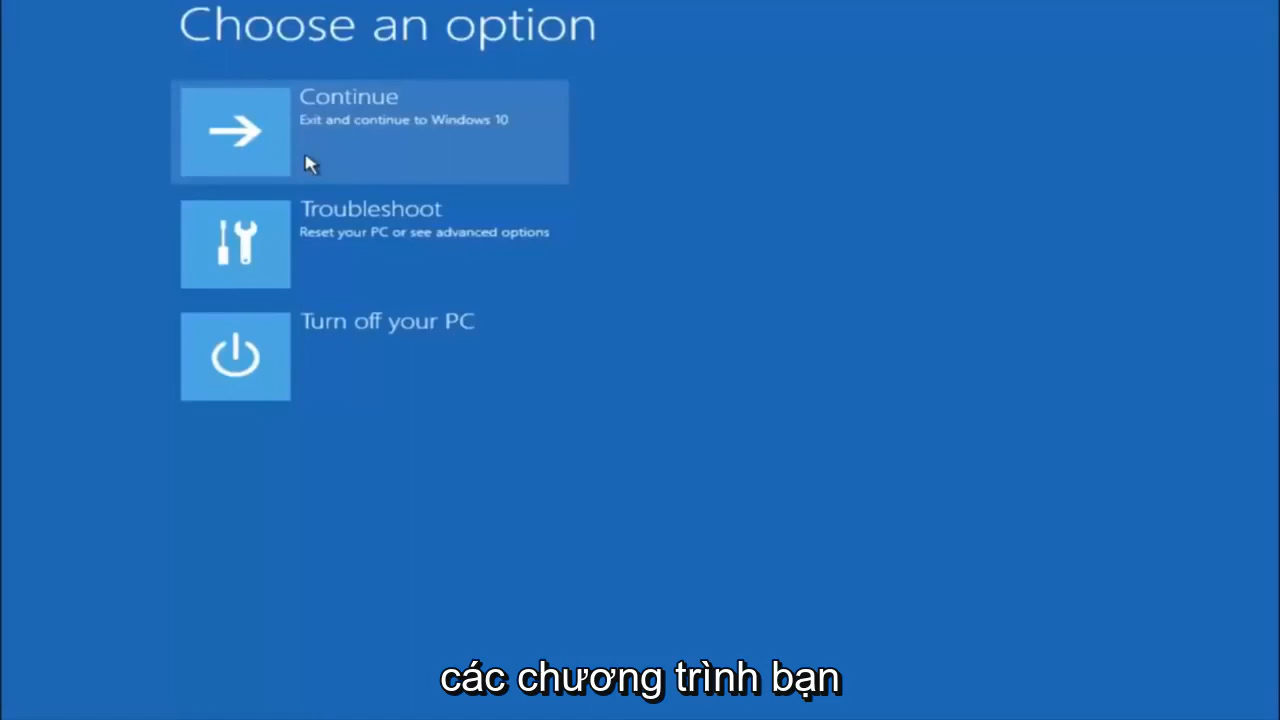 Choose an option
Continue
Exit and continue to Windows 10
Troubleshoot
Reset your PC or see advanced options
Turn off your PC
các chương trình bạn